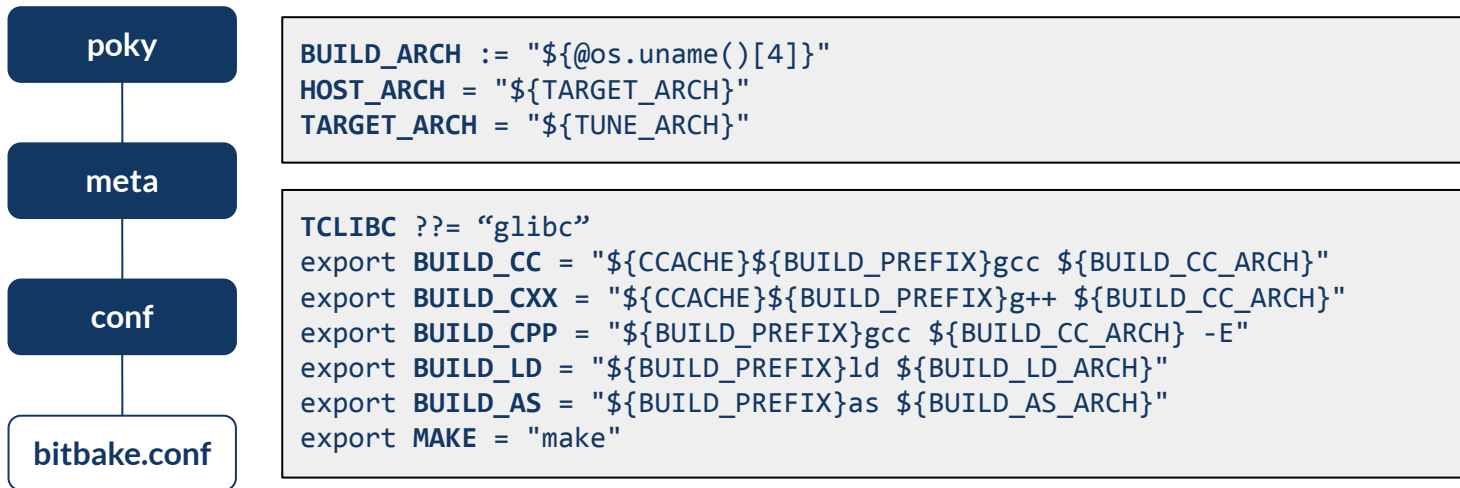 poky
meta
conf
bitbake.conf
BUILD_ARCH := "${@os.uname()[4]}"
HOST_ARCH = "${TARGET_ARCH}"
TARGET_ARCH = "${TUNE_ARCH}"
TCLIBC ??= “glibc”
export BUILD_CC = "${CCACHE}${BUILD_PREFIX}gcc ${BUILD_CC_ARCH}"
export BUILD_CXX = "${CCACHE}${BUILD_PREFIX}g++ ${BUILD_CC_ARCH}"
export BUILD_CPP = "${BUILD_PREFIX}gcc ${BUILD_CC_ARCH} -E"
export BUILD_LD = "${BUILD_PREFIX}ld ${BUILD_LD_ARCH}"
export BUILD_AS = "${BUILD_PREFIX}as ${BUILD_AS_ARCH}"
export MAKE = "make"